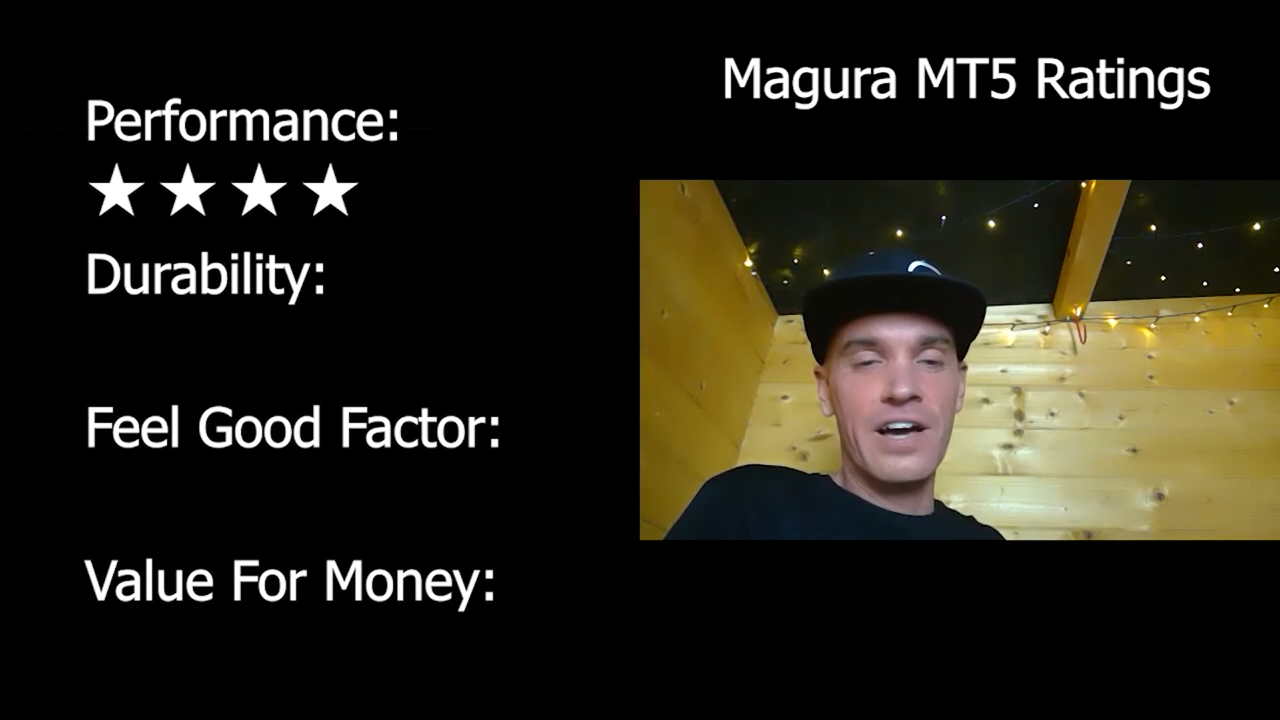 Magura MT5 Ratings
Performance:
★★★★
Durability:
Feel Good Factor:
Value For Money: